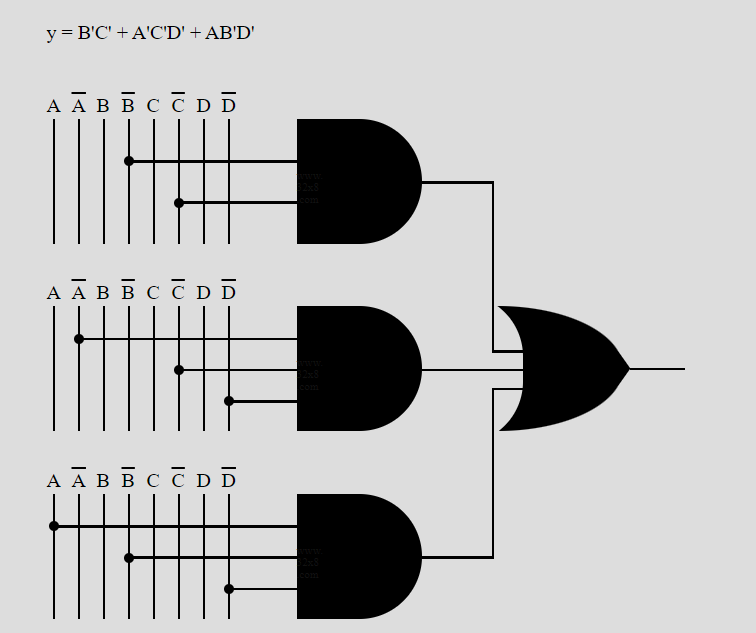 y = B'C' + A'C'D' + AB'D'
A A̅ B B̅ C C̅ D D̅
A A̅ B B̅ C C̅ D D̅
A A̅ B B̅ C C̅ D D̅